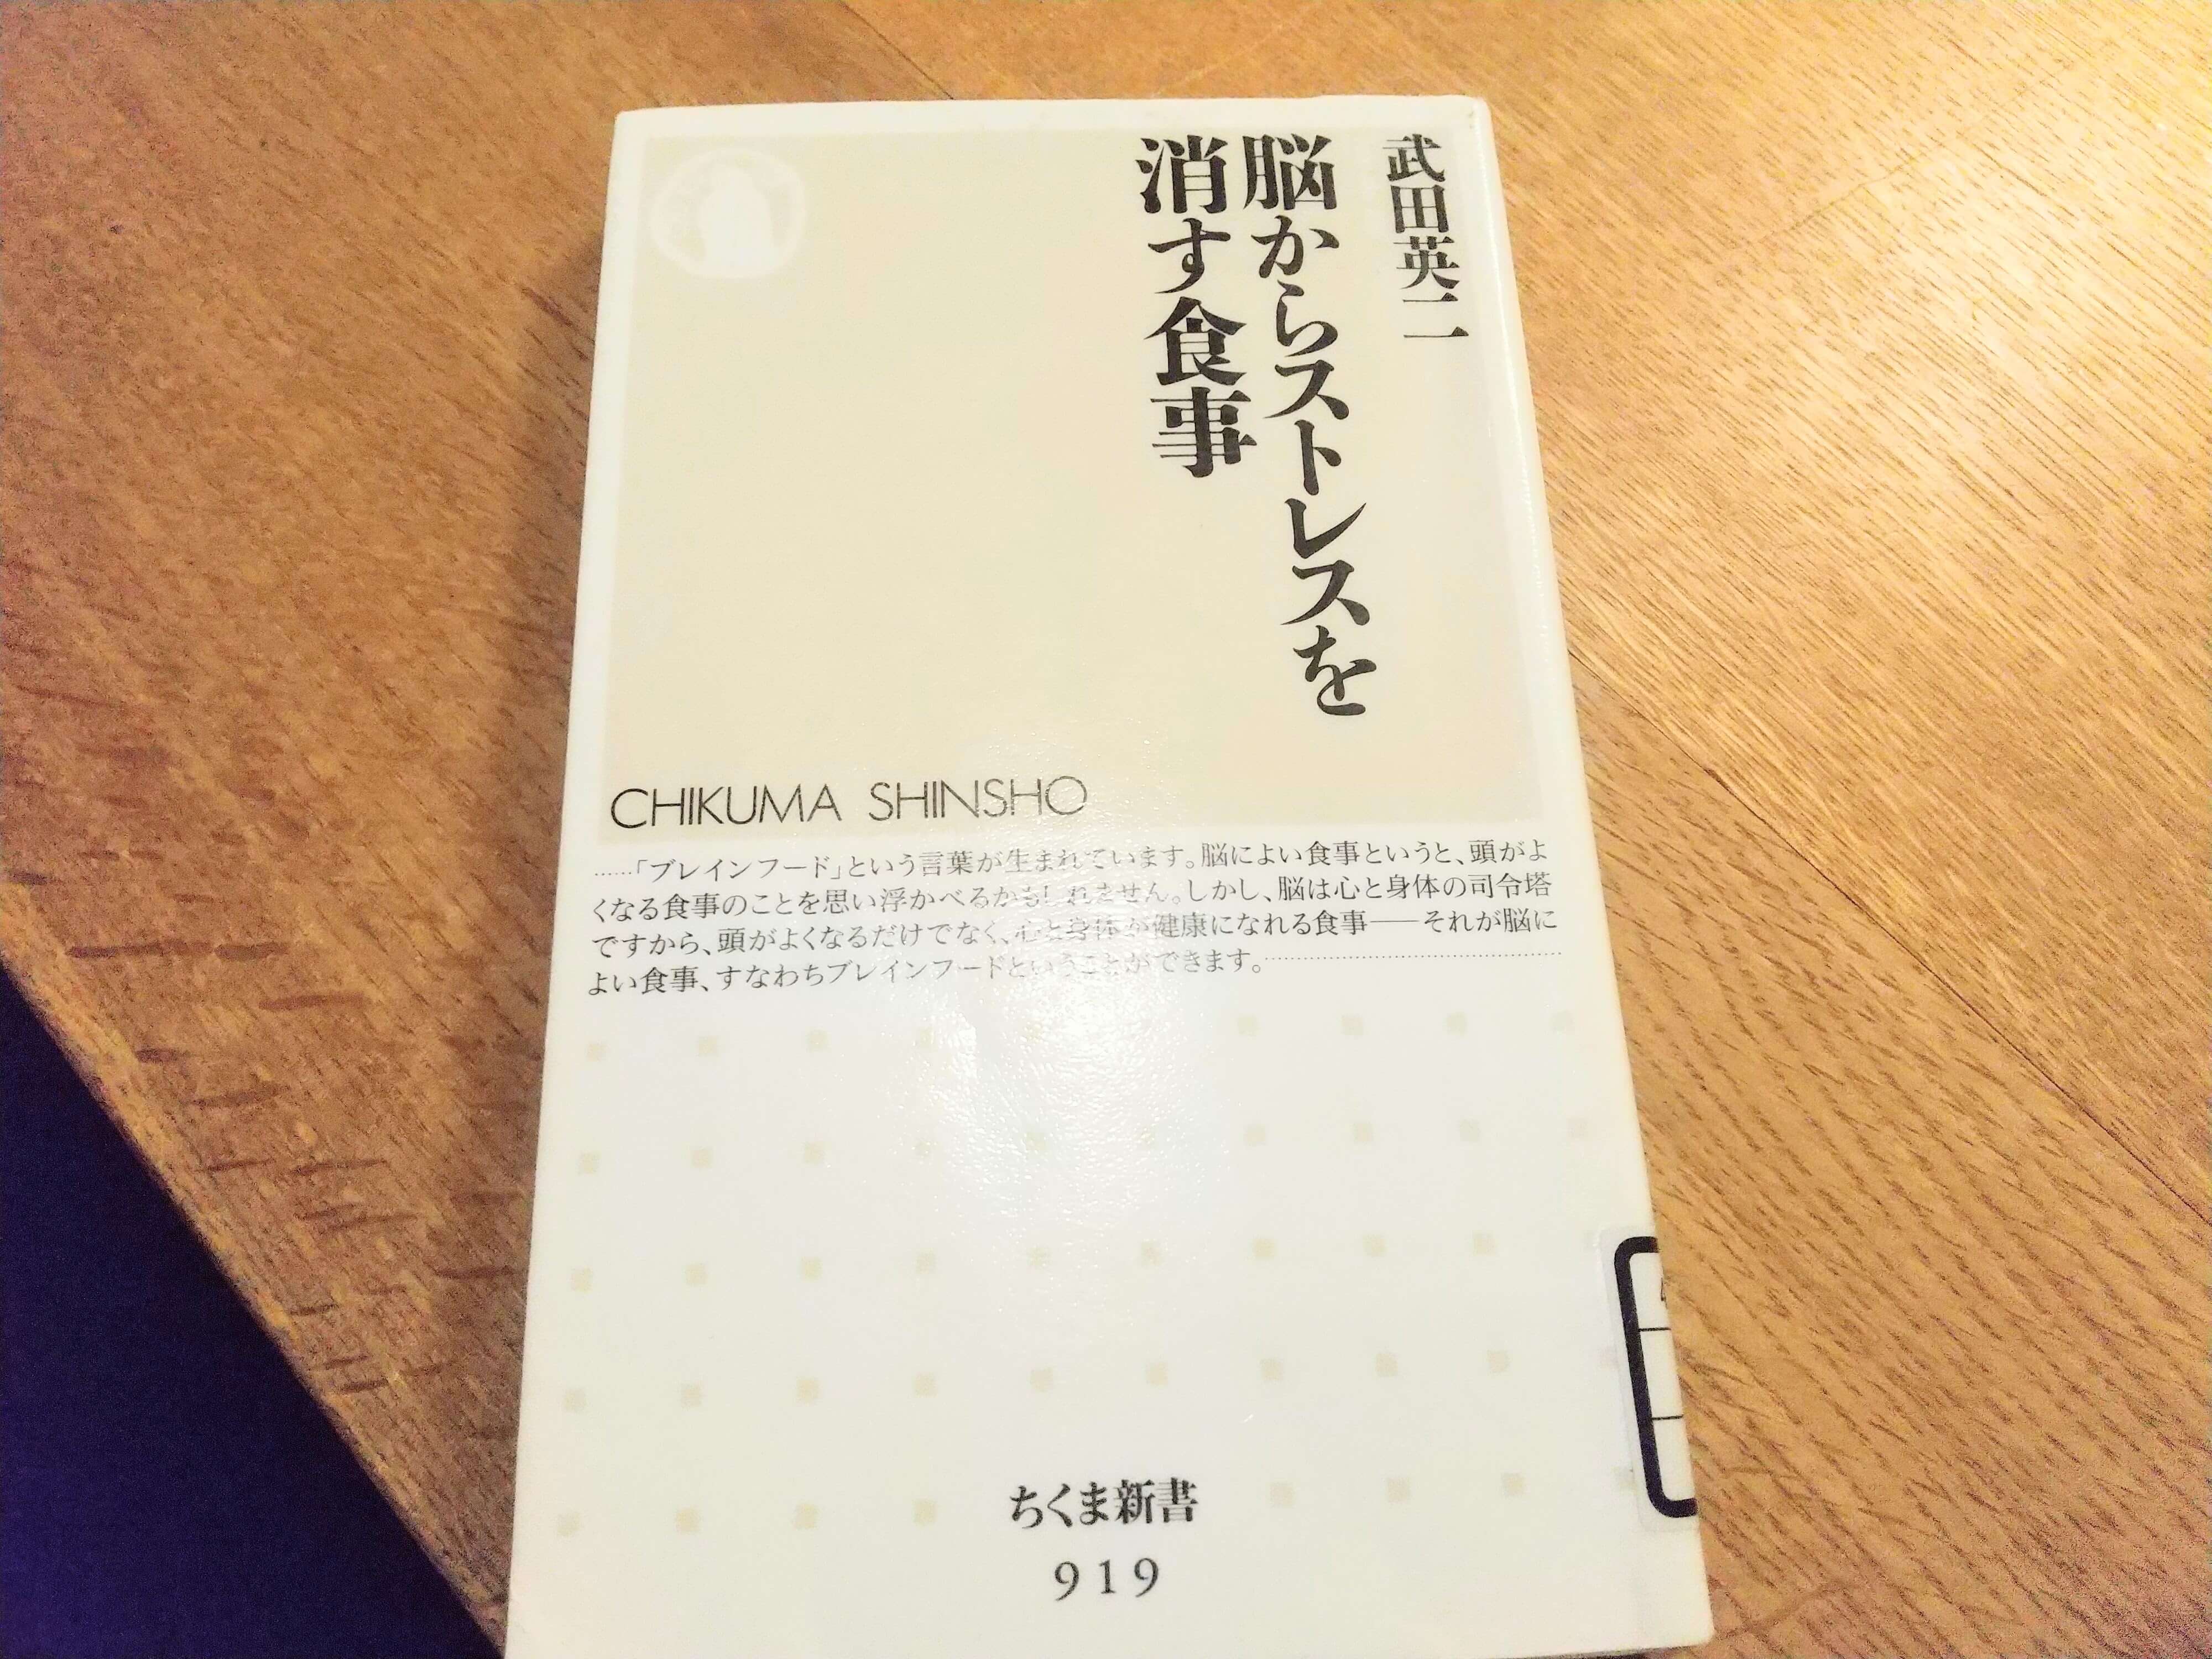 武田英二
脳からストレスを
消す食事
CHIKUMA SHINSHO
……「ブレインフード」という言葉が生まれています。脳によい食事というと、頭がよ
くなる食事のことを思い浮かべるかもしれません。しかし、脳は心と身体の司令塔
ですから、頭がよくなるだけでなく、心と身体が健康になれる食事――それが脳に
よい食事、すなわちブレインフードということができます。……………………
ちくま新書
919